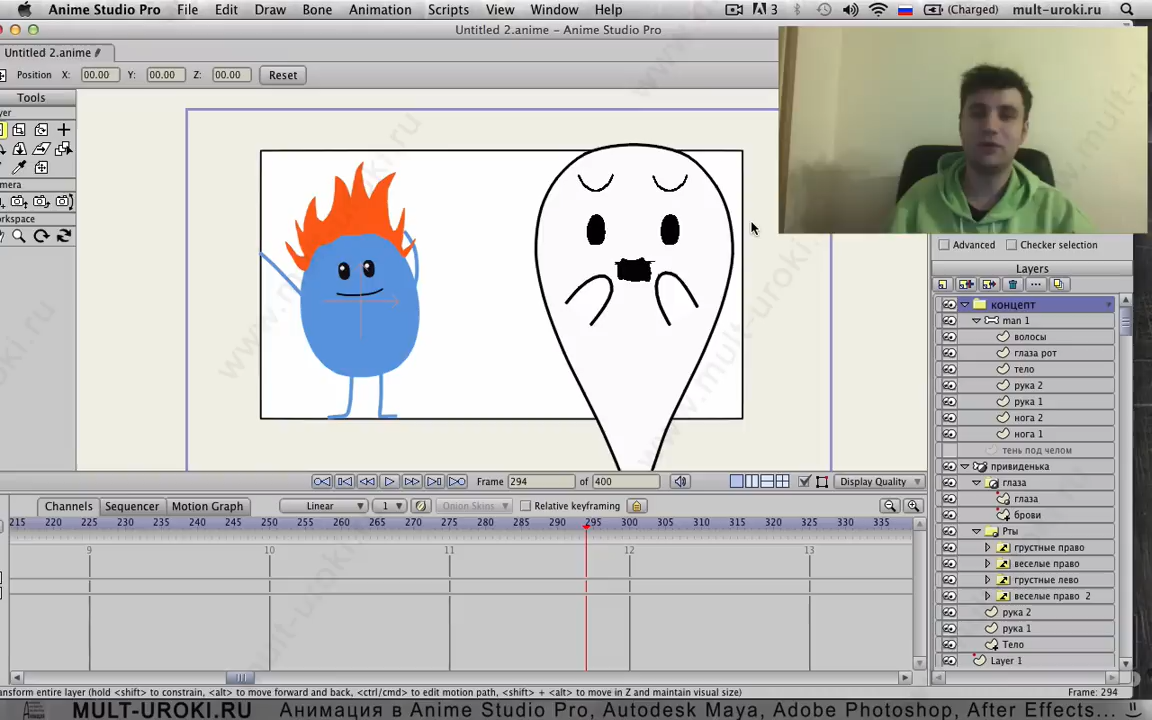 Anime Studio Pro File Edit Draw Bone Animation Scripts View Window Help 3 (Charged) mult-uroki.ru
Untitled 2.anime – Anime Studio Pro
Untitled 2.anime
Position X: 00.00 Y: 00.00 Z: 00.00 Reset
Tools
yer
amera
orkspace
Advanced Checker selection
Layers
концепт
man 1
волосы
глаза рот
тело
рука 2
рука 1
нога 2
нога 1
тень под челом
привиденька
глаза
глаза
брови
Рты
грустные право
веселые право
грустные лево
веселые право 2
рука 2
рука 1
Тело
Layer 1
Frame 294 of 400 Display Quality
Channels Sequencer Motion Graph Linear 1 Onion Skins Relative keyframing
215 220 225 230 235 240 245 250 255 260 265 270 275 280 285 290 295 300 305 310 315 320 325 330 335
9 10 11 12 13
ansform entire layer (hold <shift> to constrain, <alt> to move forward and back, <ctrl/cmd> to edit motion path, <shift> + <alt> to move in Z and maintain visual size) Frame: 294
MULT-UROKI.RU Анимация в Anime Studio Pro, Autodesk Maya, Adobe Photoshop, After Effects...